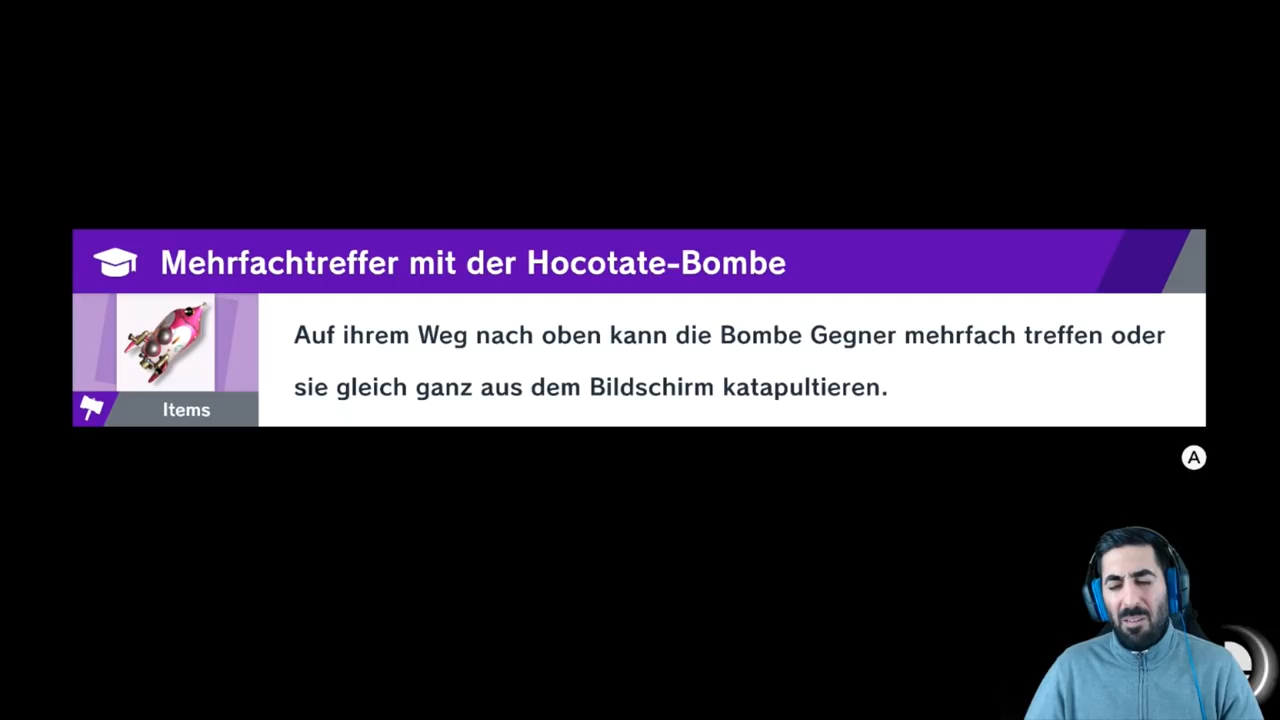 Mehrfachtreffer mit der Hocotate-Bombe
Auf ihrem Weg nach oben kann die Bombe Gegner mehrfach treffen oder
sie gleich ganz aus dem Bildschirm katapultieren.
Items
A
e